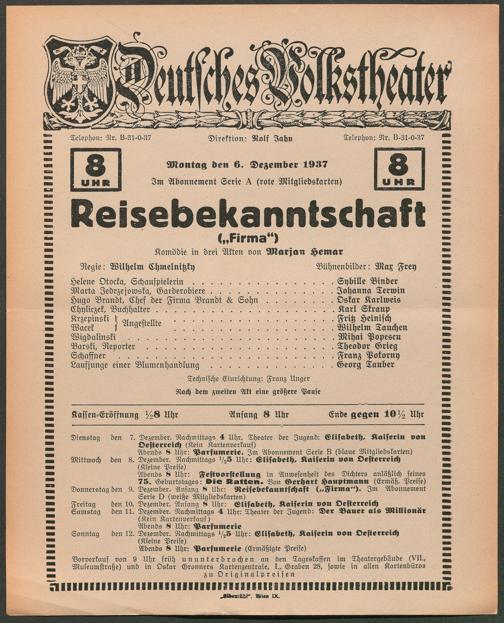 Deutsches Volkstheater
Telephon: Nr. B-31-0-37 Direktion: Rolf Jahn Telephon: Nr. B-31-0-37
8 UHR
Montag den 6. Dezember 1937
8 UHR
Im Abonnement Serie A (rote Mitgliedskarten)
Reisebekanntschaft
(„Firma“)
Komödie in drei Akten von Marjan Hemar
Regie: Wilhelm Chmelnitzky Bühnenbilder: Max Frey
Helene Otocka, Schauspielerin Sybille Binder
Marta Jedrzejowska, Garderobiere Johanna Terwin
Hugo Brandt, Chef der Firma Brandt & Sohn Oskar Karlweis
Chyliczek, Buchhalter Karl Skraup
Krzepinski } Angestellte Fritz Heinisch
Wacek } Wilhelm Tauchen
Wigdalinski Mihai Popescu
Barski, Reporter Theodor Grieg
Schaffner Franz Pokorny
Laufjunge einer Blumenhandlung Georg Tauber
Technische Einrichtung: Franz Unger
Nach dem zweiten Akt eine größere Pause
Kassen-Eröffnung ½8 Uhr Anfang 8 Uhr Ende gegen 10½ Uhr
Dienstag den 7. Dezember. Nachmittags 4 Uhr. Theater der Jugend: Elisabeth, Kaiserin von
Oesterreich (Kein Kartenverkauf)
Abends 8 Uhr: Parfumerie. Im Abonnement Serie B (blaue Mitgliedskarten)
Mittwoch den 8. Dezember. Nachmittags ½5 Uhr: Elisabeth, Kaiserin von Oesterreich
(Kleine Preise)
Abends 8 Uhr: Festvorstellung in Anwesenheit des Dichters anläßlich seines
75. Geburtstages: Die Ratten. Von Gerhart Hauptmann (Ermäß. Preise)
Donnerstag den 9. Dezember. Anfang 8 Uhr: Reisebekanntschaft („Firma“). Im Abonnement
Serie D (weiße Mitgliedskarten)
Freitag den 10. Dezember. Anfang 8 Uhr: Elisabeth, Kaiserin von Oesterreich
Samstag den 11. Dezember. Nachmittags 4 Uhr: Theater der Jugend: Der Bauer als Millionär
(Kein Kartenverkauf)
Abends 8 Uhr: Parfumerie
Sonntag den 12. Dezember. Nachmittags ½5 Uhr: Elisabeth, Kaiserin von Oesterreich
(Kleine Preise)
Abends 8 Uhr: Parfumerie (Ermäßigte Preise)
Vorverkauf von 9 Uhr früh ununterbrochen an den Tageskassen im Theatergebäude (VII.,
Museumstraße) und in Oskar Grommers Kartenzentrale, I., Graben 28, sowie in allen Kartenbüros
zu Originalpreisen
„Elbemühl“, Wien IX.